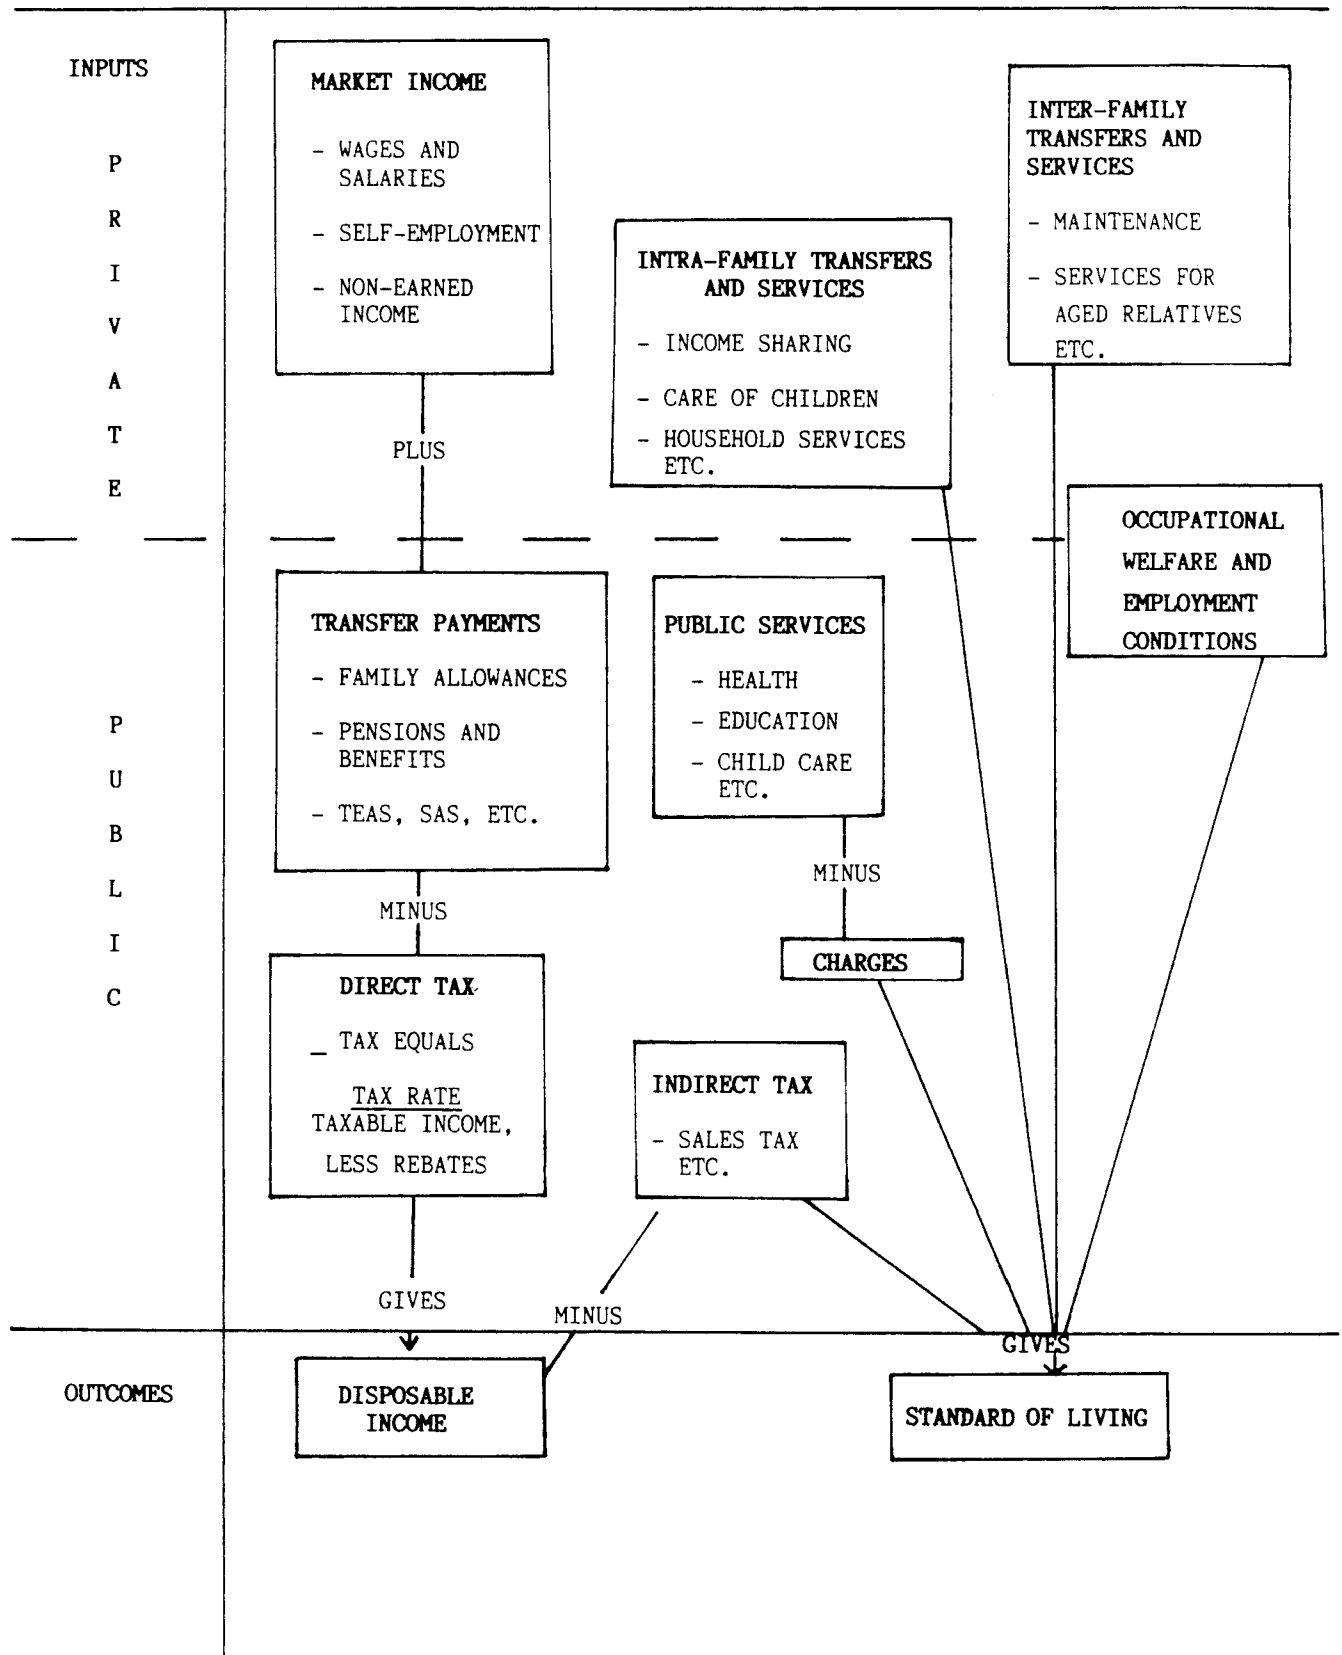 INPUTS
P
R
I
V
A
T
E
MARKET INCOME
- WAGES AND
SALARIES
- SELF-EMPLOYMENT
- NON-EARNED
INCOME
PLUS
INTRA-FAMILY TRANSFERS
AND SERVICES
- INCOME SHARING
- CARE OF CHILDREN
- HOUSEHOLD SERVICES
ETC.
INTER-FAMILY
TRANSFERS AND
SERVICES
- MAINTENANCE
- SERVICES FOR
AGED RELATIVES
ETC.
OCCUPATIONAL
WELFARE AND
EMPLOYMENT
CONDITIONS
P
U
B
L
I
C
TRANSFER PAYMENTS
- FAMILY ALLOWANCES
- PENSIONS AND
BENEFITS
- TEAS, SAS, ETC.
MINUS
DIRECT TAX
_ TAX EQUALS
TAX RATE
TAXABLE INCOME,
LESS REBATES
GIVES
PUBLIC SERVICES
- HEALTH
- EDUCATION
- CHILD CARE
ETC.
MINUS
CHARGES
INDIRECT TAX
- SALES TAX
ETC.
MINUS
GIVES
OUTCOMES
DISPOSABLE
INCOME
STANDARD OF LIVING